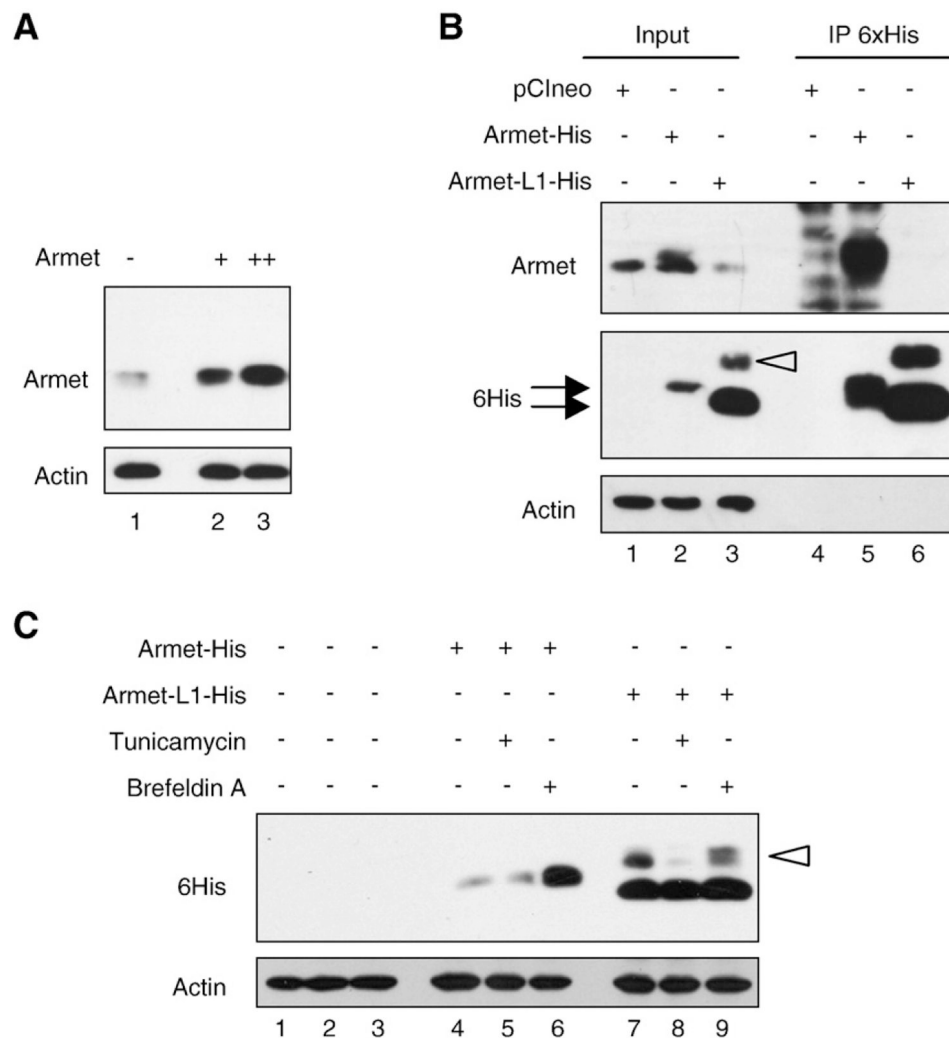 A
Armet - + ++
Armet
Actin
1 2 3
B
Input IP 6xHis
pCIneo + - - + - -
Armet-His - + - - + -
Armet-L1-His - - + - - +
Armet
6His
Actin
1 2 3 4 5 6
C
Armet-His - - - + + + - - -
Armet-L1-His - - - - - - + + +
Tunicamycin - - - - + - - + -
Brefeldin A - - - - - + - - +
6His
Actin
1 2 3 4 5 6 7 8 9